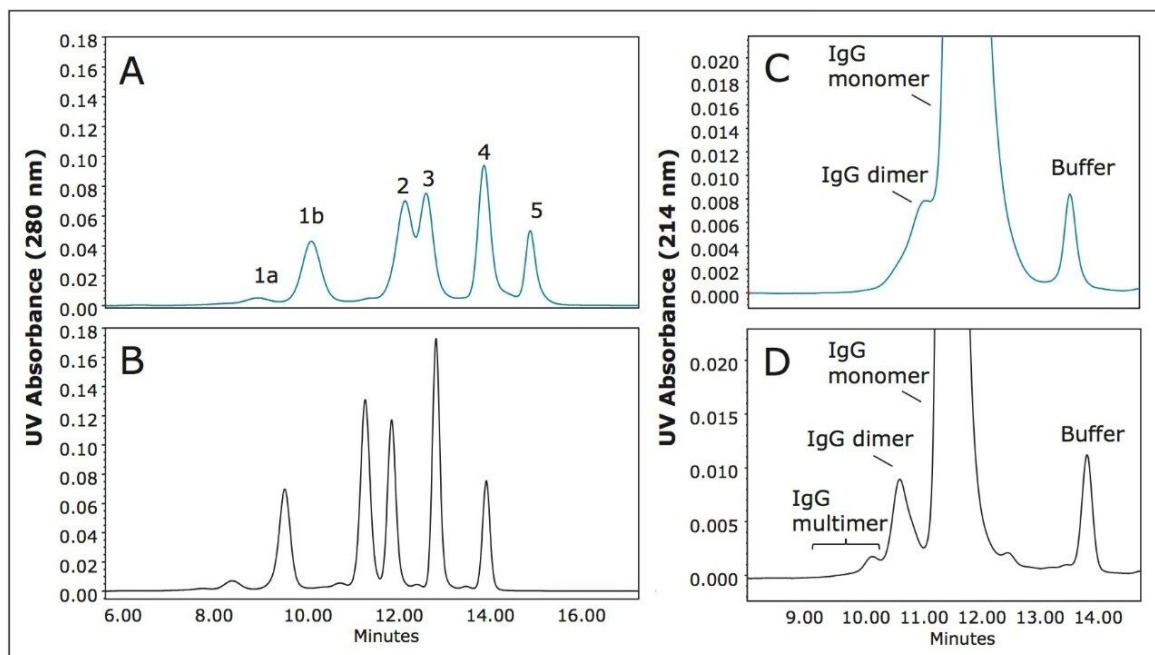 UV Absorbance (280 nm)
0.18
0.16
0.14
0.12
0.10
0.08
0.06
0.04
0.02
0.00
A
1a
1b
2
3
4
5
0.18
0.16
0.14
0.12
0.10
0.08
0.06
0.04
0.02
0.00
B
6.00 8.00 10.00 12.00 14.00 16.00
Minutes
UV Absorbance (214 nm)
0.020
0.018
0.016
0.014
0.012
0.010
0.008
0.006
0.004
0.002
0.000
C
IgG
monomer
IgG dimer
Buffer
0.020
0.015
0.010
0.005
0.000
D
IgG
monomer
IgG dimer
IgG
multimer
Buffer
9.00 10.00 11.00 12.00 13.00 14.00
Minutes